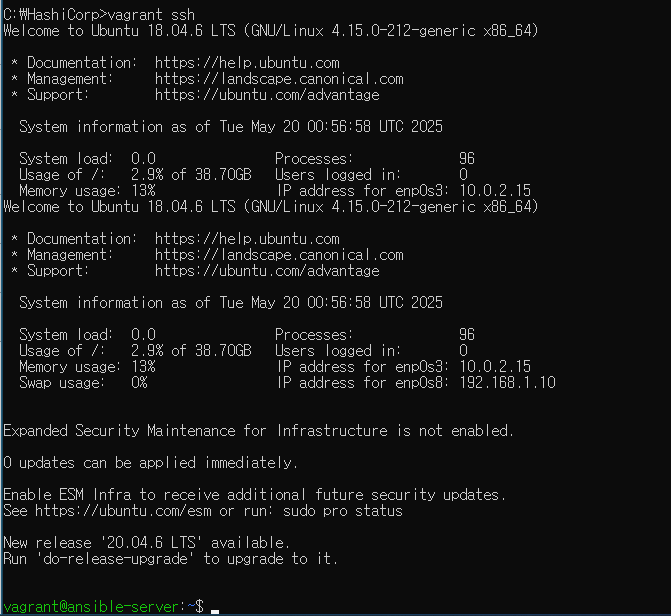 C:₩HashiCorp>vagrant ssh
Welcome to Ubuntu 18.04.6 LTS (GNU/Linux 4.15.0-212-generic x86_64)
* Documentation:  https://help.ubuntu.com
* Management:     https://landscape.canonical.com
* Support:        https://ubuntu.com/advantage
System information as of Tue May 20 00:56:58 UTC 2025
System load:  0.0               Processes:             96
Usage of /:   2.9% of 38.70GB   Users logged in:       0
Memory usage: 13%               IP address for enp0s3: 10.0.2.15
Welcome to Ubuntu 18.04.6 LTS (GNU/Linux 4.15.0-212-generic x86_64)
* Documentation:  https://help.ubuntu.com
* Management:     https://landscape.canonical.com
* Support:        https://ubuntu.com/advantage
System information as of Tue May 20 00:56:58 UTC 2025
System load:  0.0               Processes:             96
Usage of /:   2.9% of 38.70GB   Users logged in:       0
Memory usage: 13%               IP address for enp0s3: 10.0.2.15
Swap usage:   0%                IP address for enp0s8: 192.168.1.10
Expanded Security Maintenance for Infrastructure is not enabled.
0 updates can be applied immediately.
Enable ESM Infra to receive additional future security updates.
See https://ubuntu.com/esm or run: sudo pro status
New release '20.04.6 LTS' available.
Run 'do-release-upgrade' to upgrade to it.
vagrant@ansible-server:~$